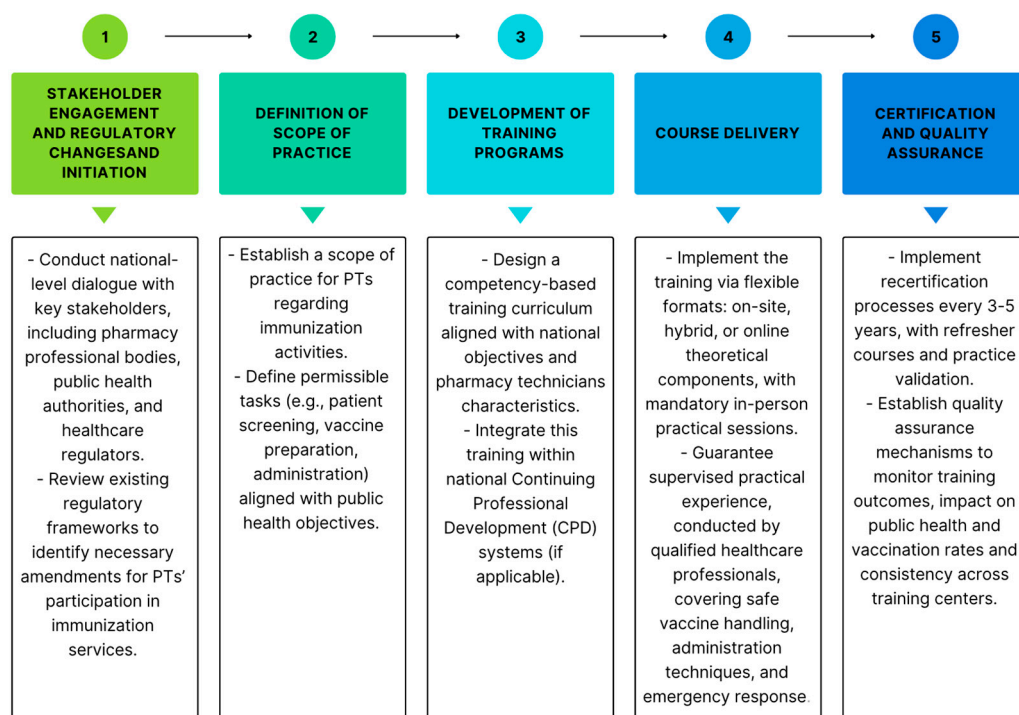 1
2
3
4
5
STAKEHOLDER
ENGAGEMENT
AND REGULATORY
CHANGESAND
INITIATION
DEFINITION OF
SCOPE OF
PRACTICE
DEVELOPMENT OF
TRAINING
PROGRAMS
COURSE DELIVERY
CERTIFICATION
AND QUALITY
ASSURANCE
- Conduct national-
level dialogue with
key stakeholders,
including pharmacy
professional bodies,
public health
authorities, and
healthcare
regulators.
- Review existing
regulatory
frameworks to
identify necessary
amendments for PTs’
participation in
immunization
services.
- Establish a scope of
practice for PTs
regarding
immunization
activities.
- Define permissible
tasks (e.g., patient
screening, vaccine
preparation,
administration)
aligned with public
health objectives.
- Design a
competency-based
training curriculum
aligned with national
objectives and
pharmacy technicians
characteristics.
- Integrate this
training within
national Continuing
Professional
Development (CPD)
systems (if
applicable).
- Implement the
training via flexible
formats: on-site,
hybrid, or online
theoretical
components, with
mandatory in-person
practical sessions.
- Guarantee
supervised practical
experience,
conducted by
qualified healthcare
professionals,
covering safe
vaccine handling,
administration
techniques, and
emergency response.
- Implement
recertification
processes every 3-5
years, with refresher
courses and practice
validation.
- Establish quality
assurance
mechanisms to
monitor training
outcomes, impact on
public health and
vaccination rates and
consistency across
training centers.